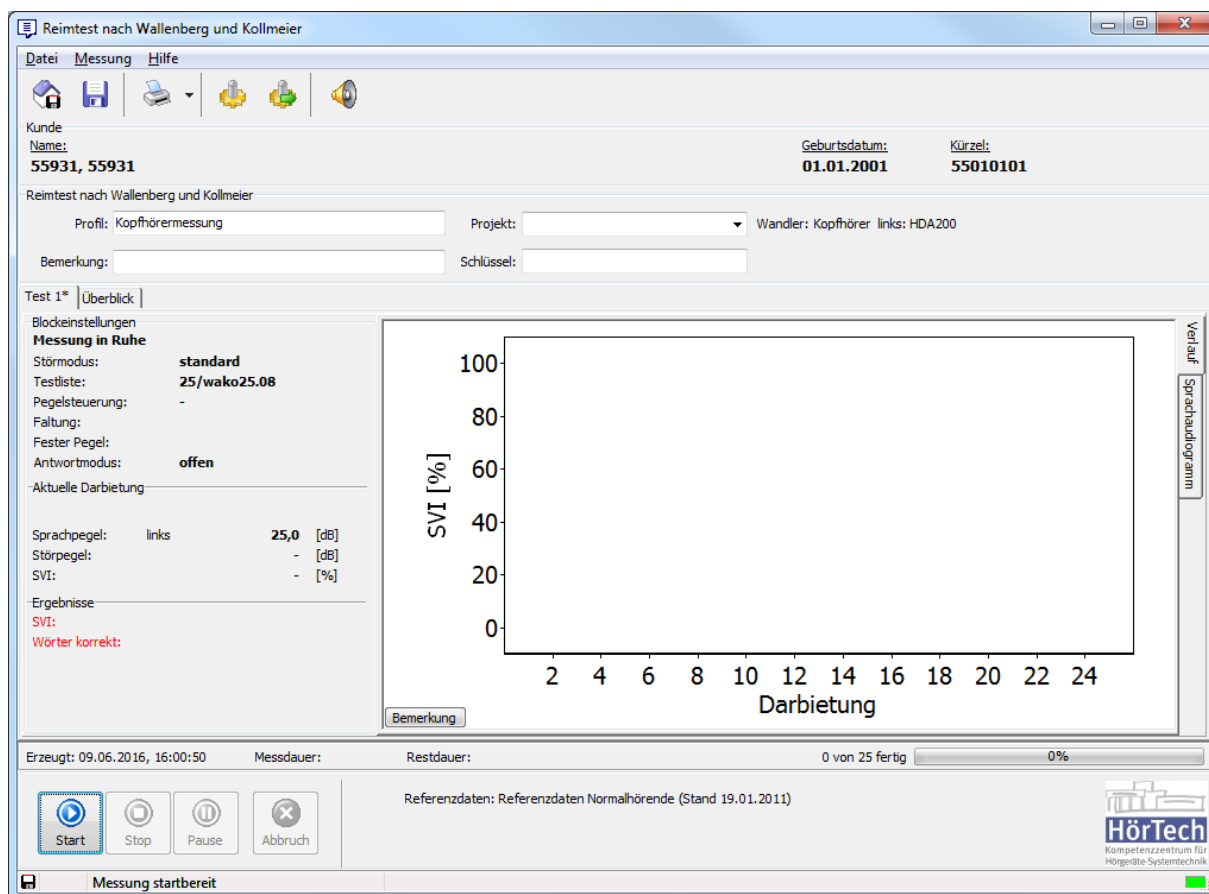 Reimtest nach Wallenberg und Kollmeier
Datei Messung Hilfe
Kunde
Name: Geburtsdatum: Kürzel:
55931, 55931 01.01.2001 55010101
Reimtest nach Wallenberg und Kollmeier
Profil: Kopfhörermessung Projekt: Wandler: Kopfhörer links: HDA200
Bemerkung: Schlüssel:
Test 1* Überblick
Blockeinstellungen
Messung in Ruhe
Störmodus: standard
Testliste: 25/wako25.08
Pegelsteuerung: -
Faltung:
Fester Pegel:
Antwortmodus: offen
Aktuelle Darbietung
Sprachpegel: links 25,0 [dB]
Störpegel: - [dB]
SVI: - [%]
Ergebnisse
SVI:
Wörter korrekt:
SVI [%]
100
80
60
40
20
0
2 4 6 8 10 12 14 16 18 20 22 24
Darbietung
Bemerkung
Verlauf
Sprachaudiogramm
Erzeugt: 09.06.2016, 16:00:50 Messdauer: Restdauer: 0 von 25 fertig 0%
Start Stop Pause Abbruch
Referenzdaten: Referenzdaten Normalhörende (Stand 19.01.2011)
HörTech
Kompetenzzentrum für
Hörgeräte-Systemtechnik
Messung startbereit